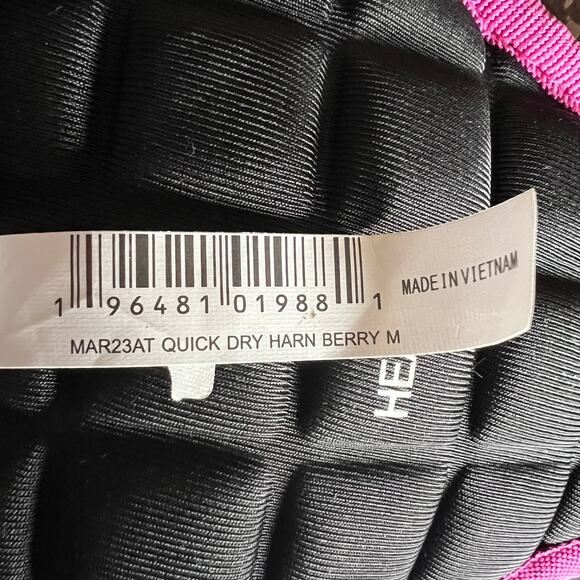 1 96481 01988 1
MADE IN VIETNAM
MAR23AT QUICK DRY HARN BERRY M